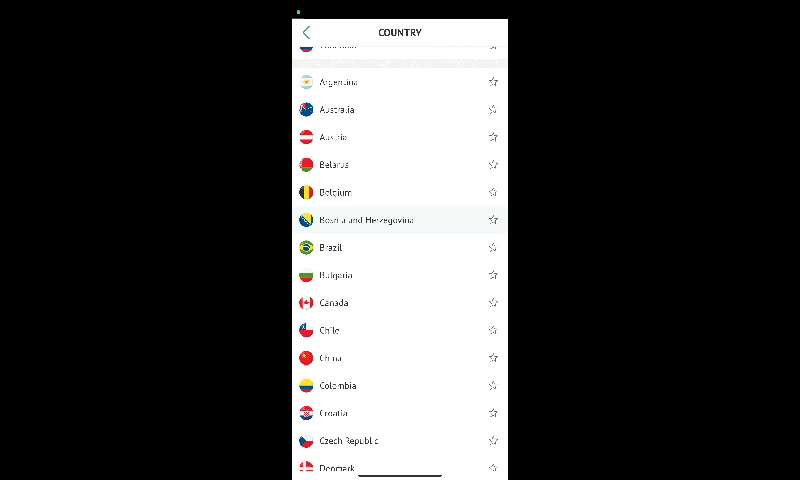 COUNTRY
Argentina
Australia
Austria
Belarus
Belgium
Bosnia and Herzegovina
Brazil
Bulgaria
Canada
Chile
China
Colombia
Croatia
Czech Republic
Denmark